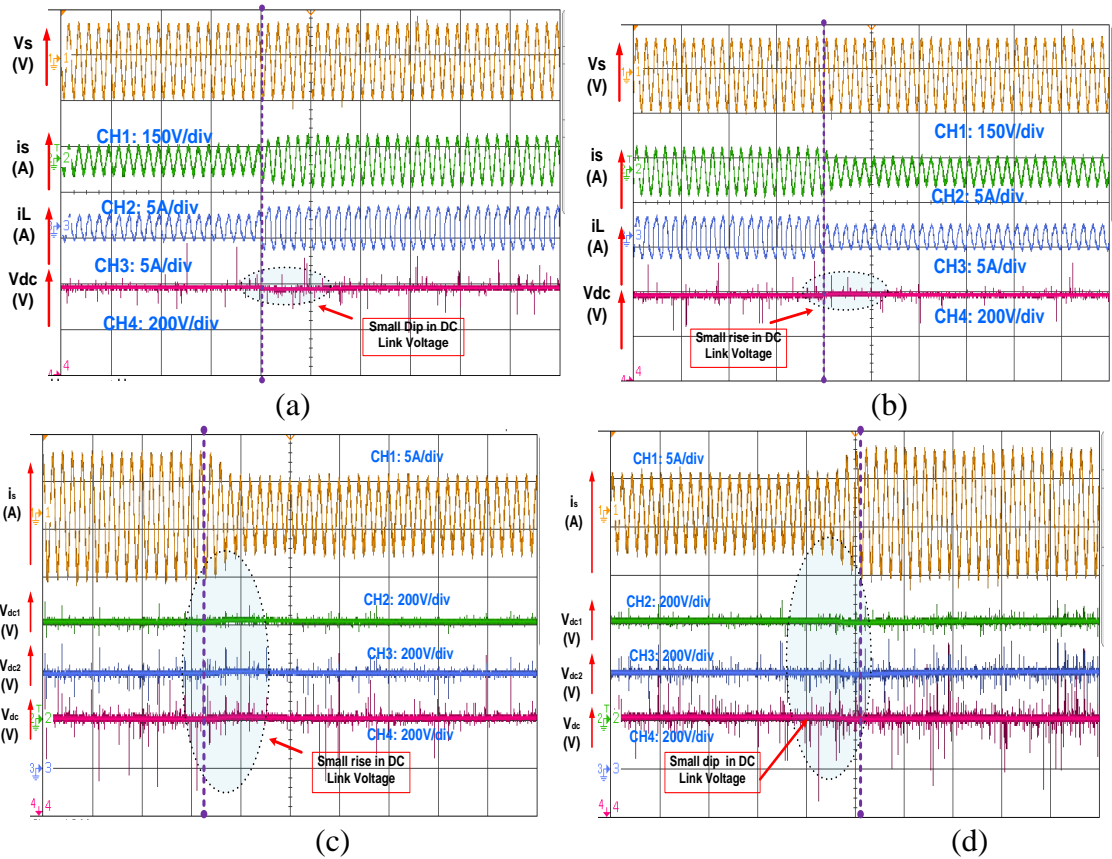 Vs
(V)
CH1: 150V/div
is
(A)
CH2: 5A/div
iL
(A)
CH3: 5A/div
Vdc
(V)
CH4: 200V/div
Small Dip in DC
Link Voltage
(a)
Vs
(V)
CH1: 150V/div
is
(A)
CH2: 5A/div
iL
(A)
CH3: 5A/div
Vdc
(V)
CH4: 200V/div
Small rise in DC
Link Voltage
(b)
CH1: 5A/div
is
(A)
CH2: 200V/div
Vdc1
(V)
CH3: 200V/div
Vdc2
(V)
Vdc
(V)
CH4: 200V/div
Small rise in DC
Link Voltage
(c)
CH1: 5A/div
is
(A)
CH2: 200V/div
Vdc1
(V)
CH3: 200V/div
Vdc2
(V)
Vdc
(V)
CH4: 200V/div
Small dip in DC
Link Voltage
(d)